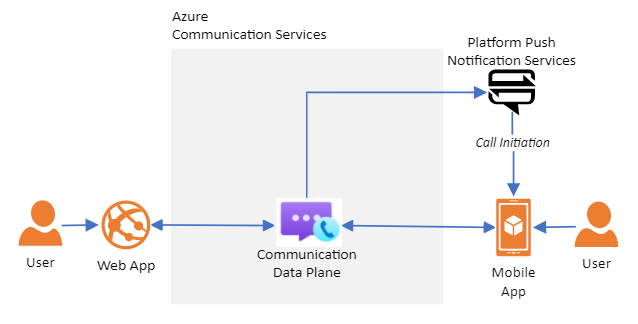 Azure
Communication Services
Platform Push
Notification Services
Call Initiation
User
Web App
Communication
Data Plane
Mobile
App
User